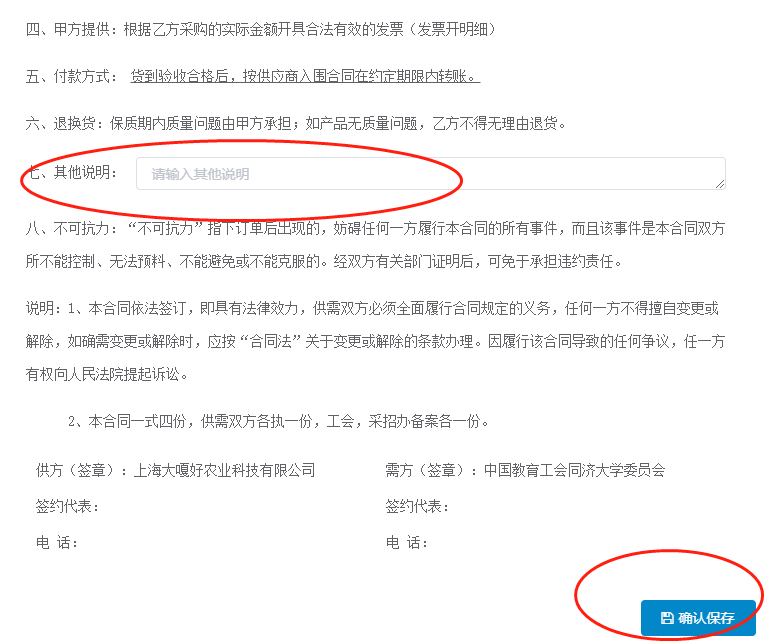 四、甲方提供：根据乙方采购的实际金额开具合法有效的发票（发票开明细）
五、付款方式： 货到验收合格后，按供应商入围合同在约定期限内转账。
六、退换货：保质期内质量问题由甲方承担；如产品无质量问题，乙方不得无理由退货。
七、其他说明： 请输入其他说明
八、不可抗力：“不可抗力”指下订单后出现的，妨碍任何一方履行本合同的所有事件，而且该事件是本合同双方
所不能控制、无法预料、不能避免或不能克服的。经双方有关部门证明后，可免于承担违约责任。
说明：1、本合同依法签订，即具有法律效力，供需双方必须全面履行合同规定的义务，任何一方不得擅自变更或
解除，如确需变更或解除时，应按“合同法”关于变更或解除的条款办理。因履行该合同导致的任何争议，任一方
有权向人民法院提起诉讼。
2、本合同一式四份，供需双方各执一份，工会，采招办备案各一份。
供方（签章）：上海大嘎好农业科技有限公司 需方（签章）：中国教育工会同济大学委员会
签约代表： 签约代表：
电 话： 电 话：
确认保存